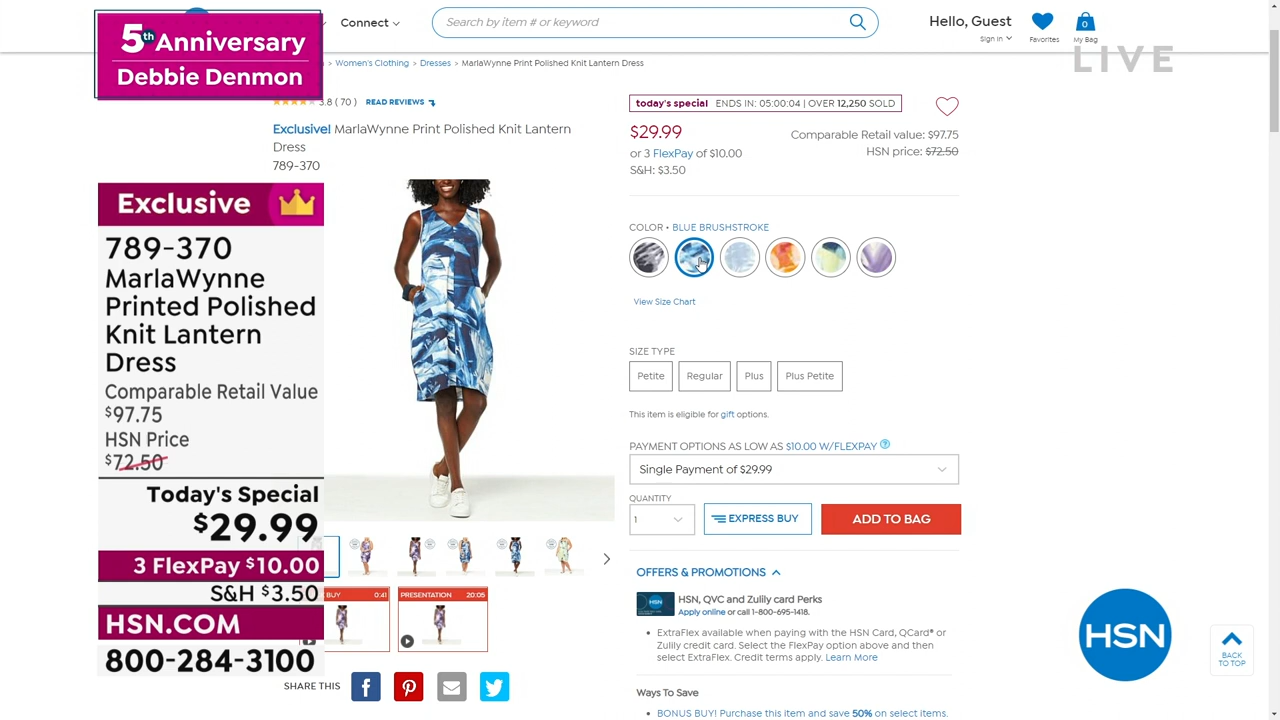 Connect
Search by item # or keyword
Hello, Guest
Sign In
Favorites
0
My Bag
LIVE
5th Anniversary
Debbie Denmon
> Women's Clothing > Dresses > MarlaWynne Print Polished Knit Lantern Dress
3.8 ( 70 ) READ REVIEWS
Exclusive! MarlaWynne Print Polished Knit Lantern
Dress
789-370
today's special ENDS IN: 05:00:04 | OVER 12,250 SOLD
$29.99
Comparable Retail value: $97.75
or 3 FlexPay of $10.00
HSN price: $72.50
S&H: $3.50
Exclusive
789-370
MarlaWynne
Printed Polished
Knit Lantern
Dress
Comparable Retail Value
$97.75
HSN Price
$72.50
Today's Special
$29.99
3 FlexPay $10.00
S&H $3.50
HSN.COM
800-284-3100
COLOR • BLUE BRUSHSTROKE
View Size Chart
SIZE TYPE
Petite
Regular
Plus
Plus Petite
This item is eligible for gift options.
PAYMENT OPTIONS AS LOW AS $10.00 W/FLEXPAY ?
Single Payment of $29.99
QUANTITY
1
EXPRESS BUY
ADD TO BAG
BUY 0:41
PRESENTATION 20:05
SHARE THIS
OFFERS & PROMOTIONS
HSN
HSN, QVC and Zulily card Perks
Apply online or call 1-800-695-1418.
• ExtraFlex available when paying with the HSN Card, QCard® or
Zulily credit card. Select the FlexPay option above and then
select ExtraFlex. Credit terms apply. Learn More
Ways To Save
• BONUS BUY! Purchase this item and save 50% on select items.
HSN
BACK
TO TOP